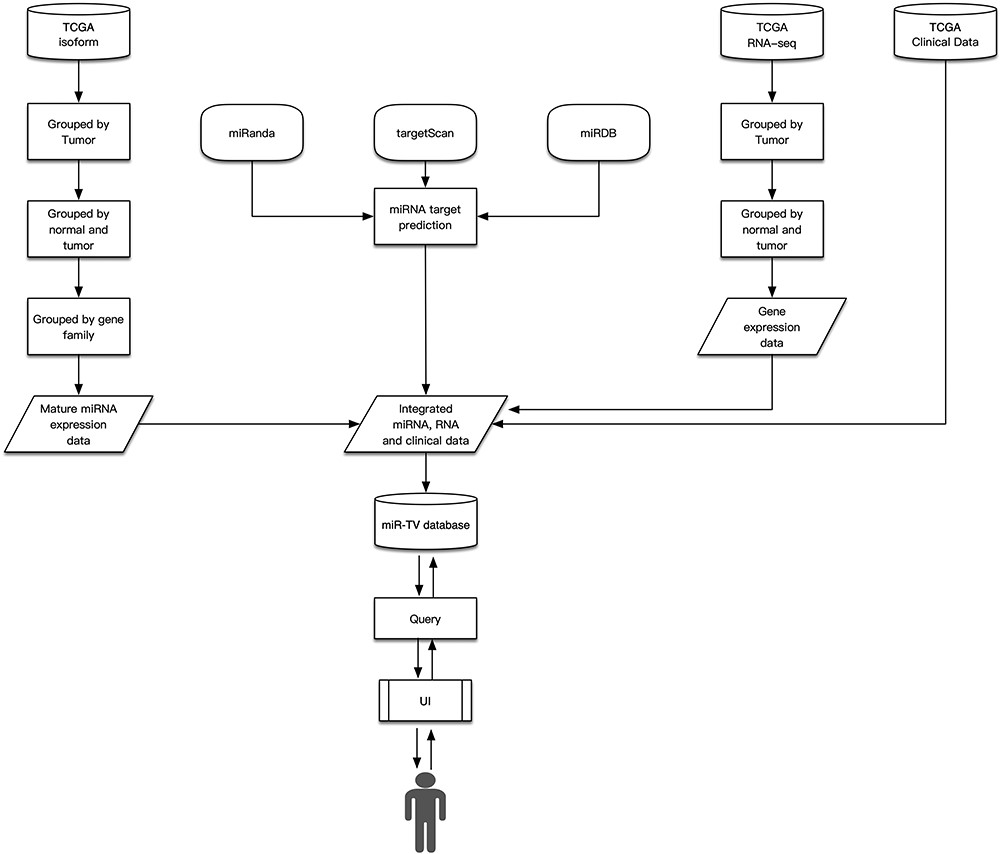 TCGA
isoform
TCGA
RNA-seq
TCGA
Clinical Data
Grouped by
Tumor
miRanda
targetScan
miRDB
Grouped by
Tumor
Grouped by
normal and
tumor
miRNA target
prediction
Grouped by
normal and
tumor
Grouped by gene
family
Gene
expression
data
Mature miRNA
expression
data
Integrated
miRNA, RNA
and clinical data
miR-TV database
Query
UI